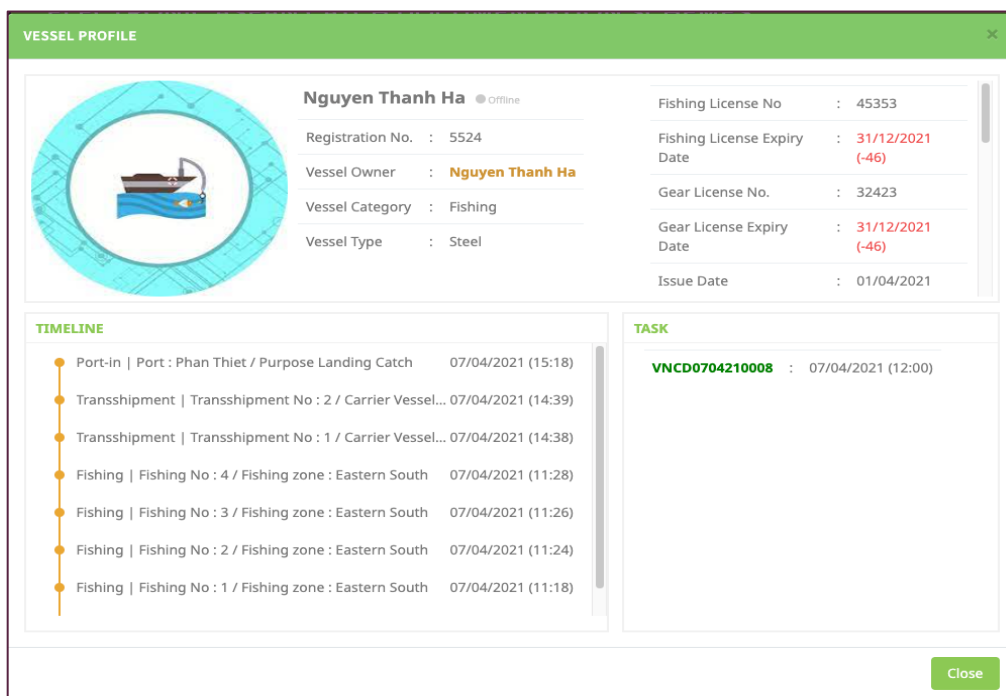 VESSEL PROFILE ×
Nguyen Thanh Ha Offline
Registration No. : 5524
Vessel Owner : Nguyen Thanh Ha
Vessel Category : Fishing
Vessel Type : Steel
Fishing License No : 45353
Fishing License Expiry : 31/12/2021
Date (-46)
Gear License No. : 32423
Gear License Expiry : 31/12/2021
Date (-46)
Issue Date : 01/04/2021
TIMELINE
Port-in | Port : Phan Thiet / Purpose Landing Catch 07/04/2021 (15:18)
Transshipment | Transshipment No : 2 / Carrier Vessel... 07/04/2021 (14:39)
Transshipment | Transshipment No : 1 / Carrier Vessel... 07/04/2021 (14:38)
Fishing | Fishing No : 4 / Fishing zone : Eastern South 07/04/2021 (11:28)
Fishing | Fishing No : 3 / Fishing zone : Eastern South 07/04/2021 (11:26)
Fishing | Fishing No : 2 / Fishing zone : Eastern South 07/04/2021 (11:24)
Fishing | Fishing No : 1 / Fishing zone : Eastern South 07/04/2021 (11:18)
TASK
VNCD0704210008 : 07/04/2021 (12:00)
Close